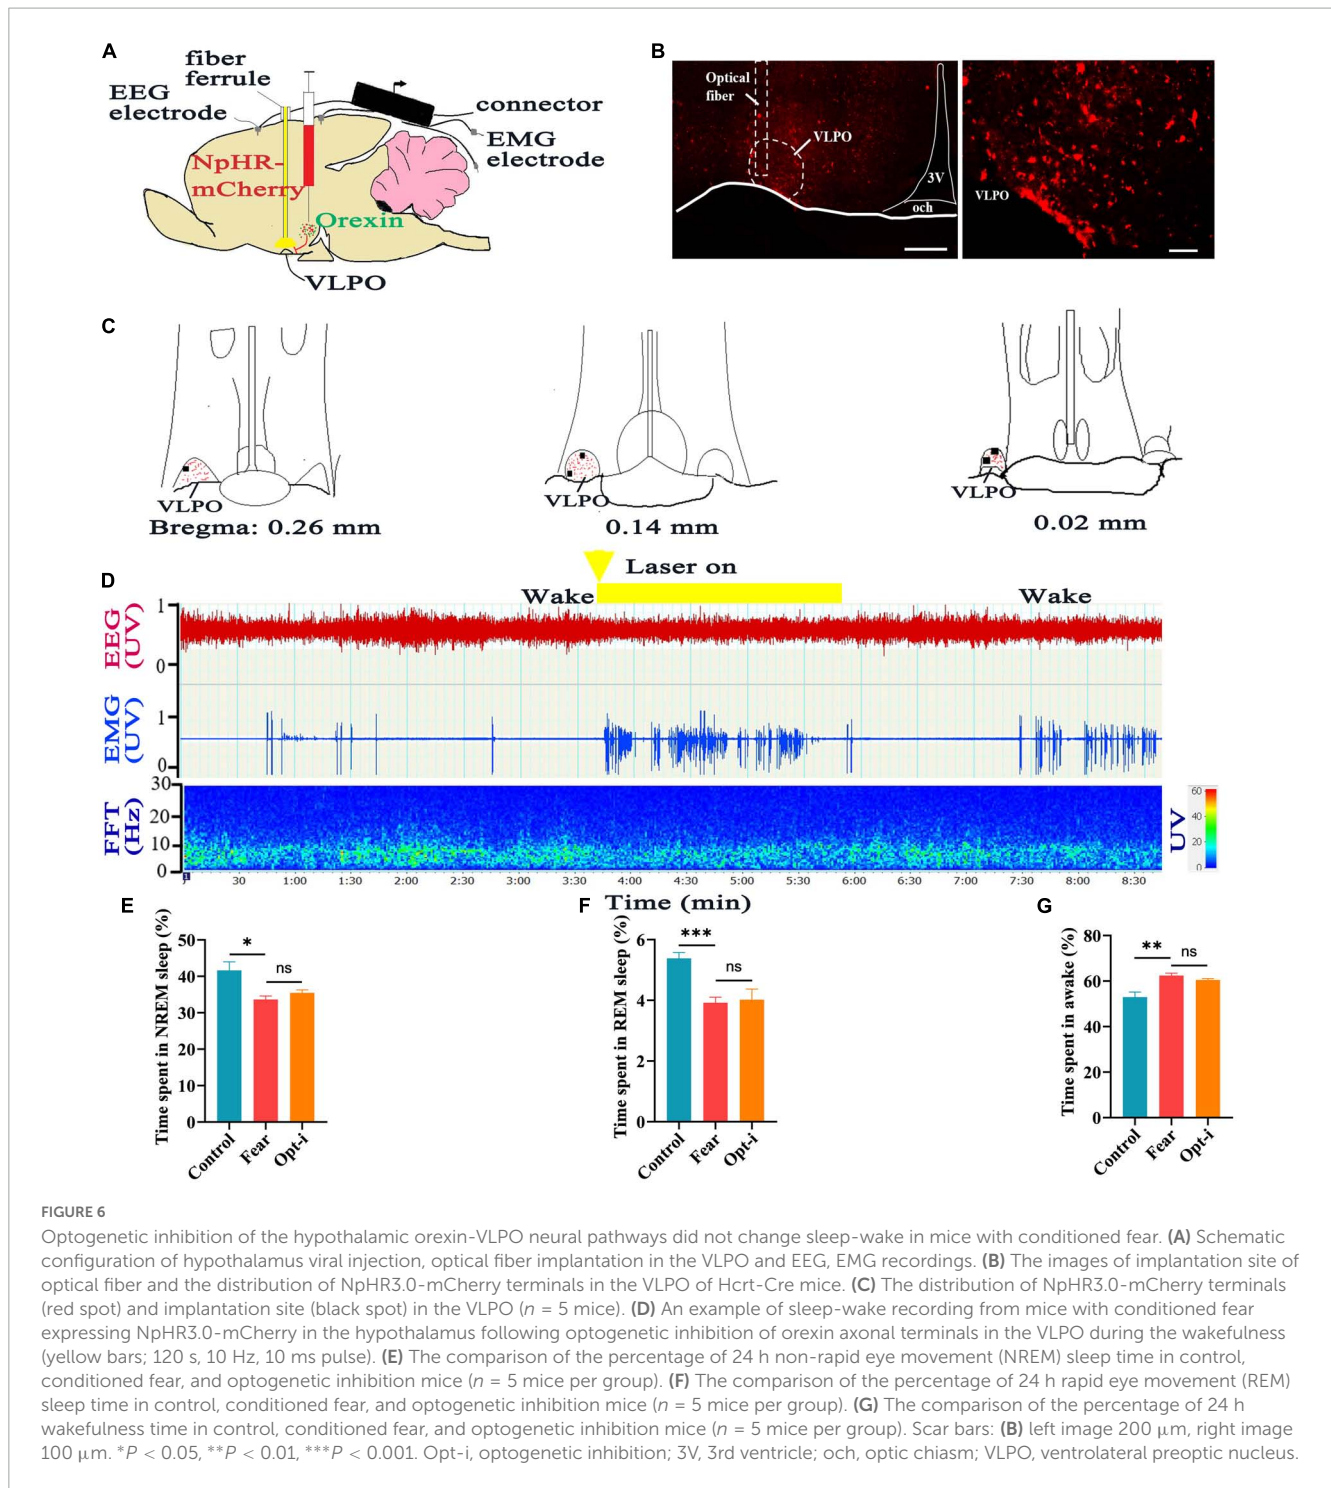 A
fiber
ferrule
EEG
electrode
connector
EMG
electrode
NpHR-
mCherry
Orexin
VLPO
B
Optical
fiber
VLPO
3V
och
VLPO
C
VLPO
Bregma: 0.26 mm
VLPO
0.14 mm
VLPO
0.02 mm
D
Laser on
Wake
Wake
EEG
(UV)
1
0
EMG
(UV)
1
0
FFT
(Hz)
30
20
10
0
UV
60
40
20
0
1
30 1:00 1:30 2:00 2:30 3:00 3:30 4:00 4:30 5:00 5:30 6:00 6:30 7:00 7:30 8:00 8:30
Time (min)
E
Time spent in NREM sleep (%)
50
40
30
20
10
0
*
ns
Control
Fear
Opt-i
F
Time spent in REM sleep (%)
6
4
2
0
***
ns
Control
Fear
Opt-i
G
Time spent in awake (%)
80
60
40
20
0
**
ns
Control
Fear
Opt-i
FIGURE 6
Optogenetic inhibition of the hypothalamic orexin-VLPO neural pathways did not change sleep-wake in mice with conditioned fear. (A) Schematic
configuration of hypothalamus viral injection, optical fiber implantation in the VLPO and EEG, EMG recordings. (B) The images of implantation site of
optical fiber and the distribution of NpHR3.0-mCherry terminals in the VLPO of Hcrt-Cre mice. (C) The distribution of NpHR3.0-mCherry terminals
(red spot) and implantation site (black spot) in the VLPO (n = 5 mice). (D) An example of sleep-wake recording from mice with conditioned fear
expressing NpHR3.0-mCherry in the hypothalamus following optogenetic inhibition of orexin axonal terminals in the VLPO during the wakefulness
(yellow bars; 120 s, 10 Hz, 10 ms pulse). (E) The comparison of the percentage of 24 h non-rapid eye movement (NREM) sleep time in control,
conditioned fear, and optogenetic inhibition mice (n = 5 mice per group). (F) The comparison of the percentage of 24 h rapid eye movement (REM)
sleep time in control, conditioned fear, and optogenetic inhibition mice (n = 5 mice per group). (G) The comparison of the percentage of 24 h
wakefulness time in control, conditioned fear, and optogenetic inhibition mice (n = 5 mice per group). Scar bars: (B) left image 200 μm, right image
100 μm. *P < 0.05, **P < 0.01, ***P < 0.001. Opt-i, optogenetic inhibition; 3V, 3rd ventricle; och, optic chiasm; VLPO, ventrolateral preoptic nucleus.